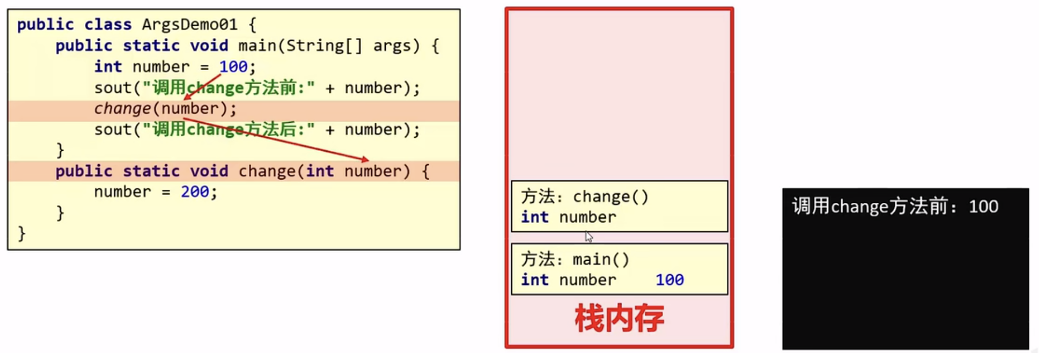 public class ArgsDemo01 {
public static void main(String[] args) {
int number = 100;
sout("调用change方法前:" + number);
change(number);
sout("调用change方法后:" + number);
}
public static void change(int number) {
number = 200;
}
}
方法：change()
int number
方法：main()
int number 100
栈内存
调用change方法前：100